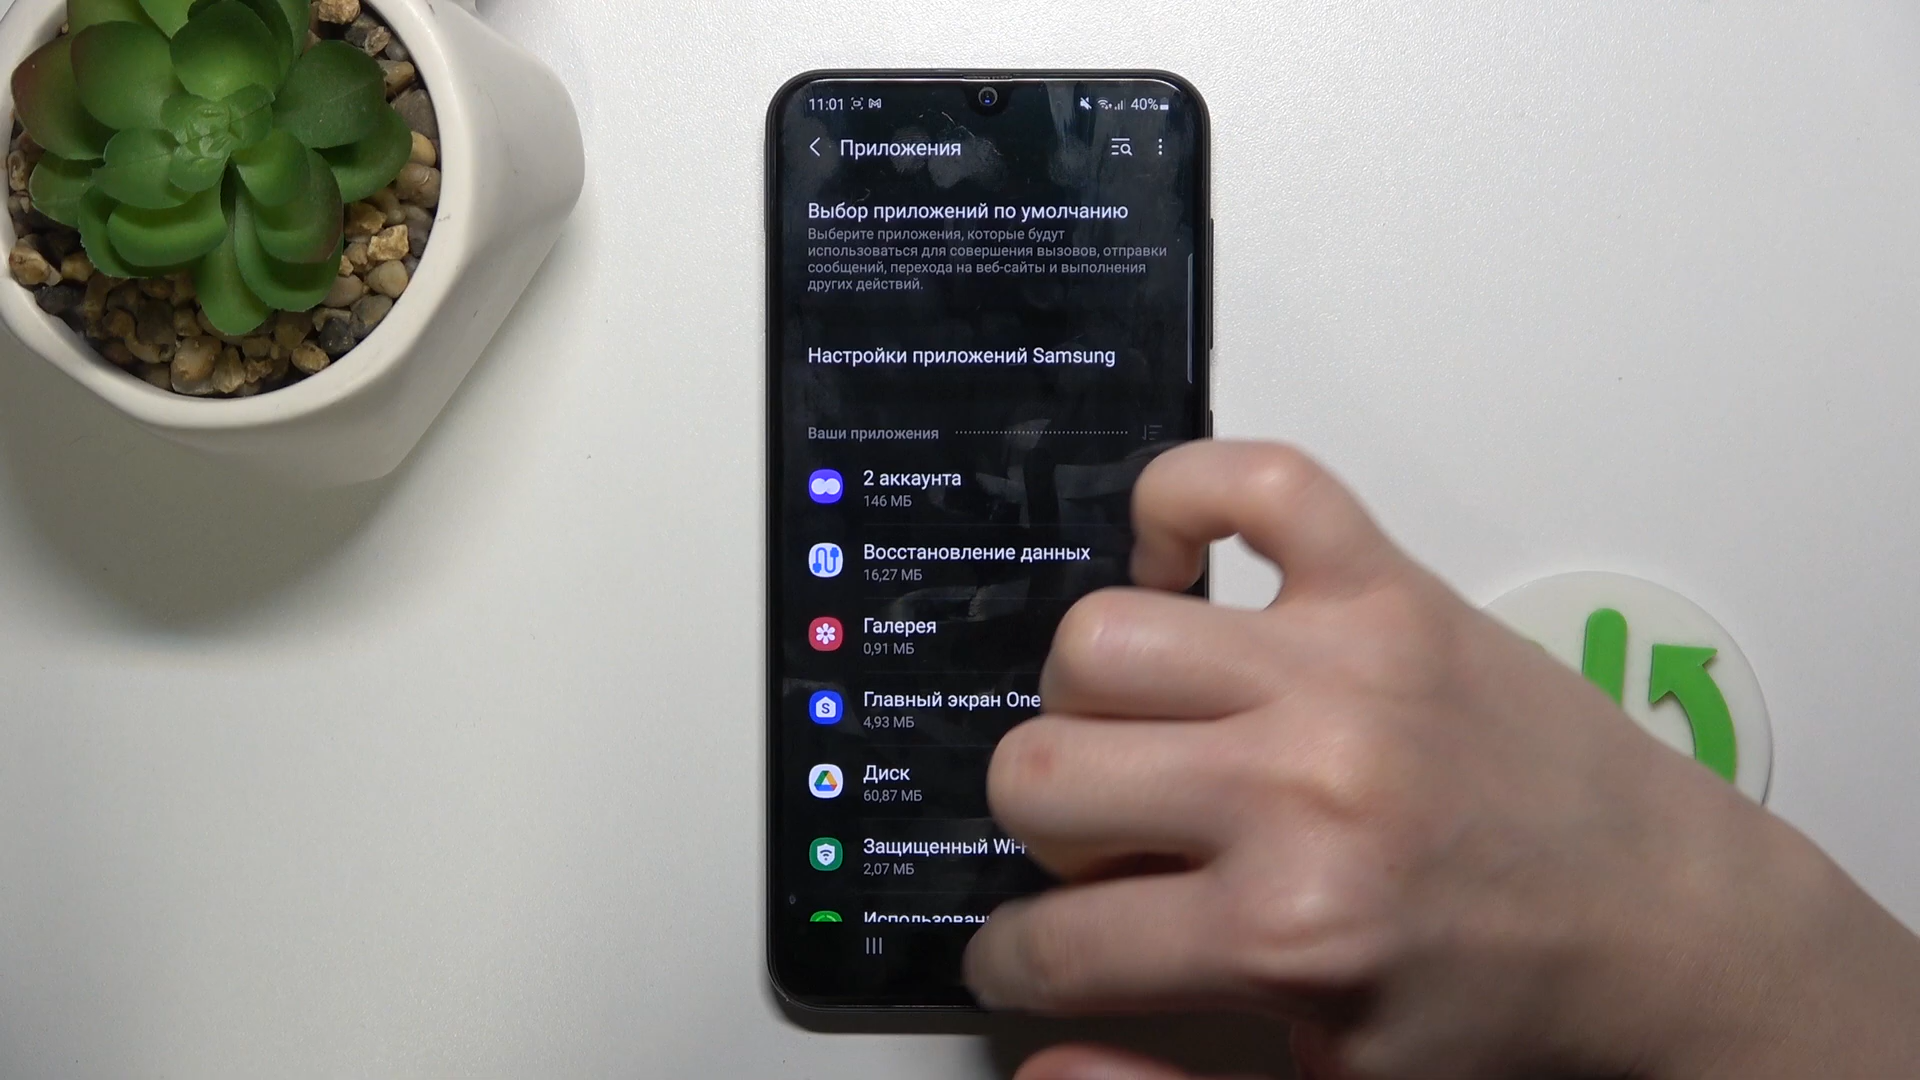 11:01
40%
Приложения
Выбор приложений по умолчанию
Выберите приложения, которые будут
использоваться для совершения вызовов, отправки
сообщений, перехода на веб-сайты и выполнения
других действий.
Настройки приложений Samsung
Ваши приложения
2 аккаунта
146 МБ
Восстановление данных
16,27 МБ
Галерея
0,91 МБ
Главный экран One
4,93 МБ
Диск
60,87 МБ
Защищенный
2,07 МБ